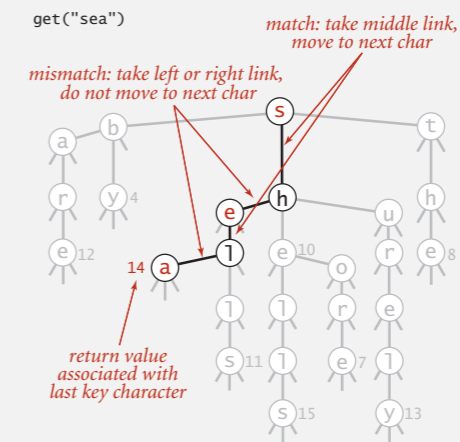 get("sea")
match: take middle link,
move to next char
mismatch: take left or right link,
do not move to next char
s
b
t
a
r
y 4
h
e
h
u
e 12
l
e 10
o
r
e 8
14 a
l
l
r
e
return value
associated with
last key character
s 11
l
e 7
l
s 15
y 13